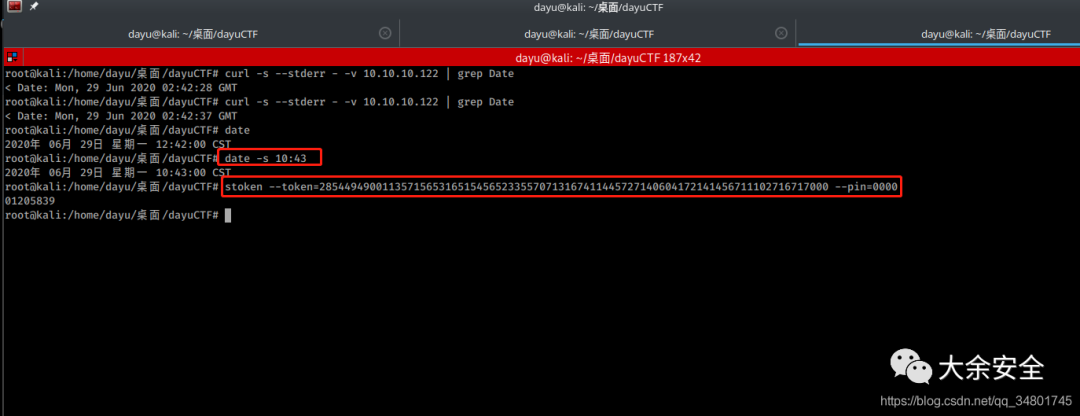 dayu@kali: ~/桌面/dayuCTF
dayu@kali: ~/桌面/dayuCTF
dayu@kali: ~/桌面/dayuCTF
dayu@kali: ~/桌面/dayuCTF
dayu@kali: ~/桌面/dayuCTF 187x42
root@kali:/home/dayu/桌面/dayuCTF# curl -s --stderr - -v 10.10.10.122 | grep Date
< Date: Mon, 29 Jun 2020 02:42:28 GMT
root@kali:/home/dayu/桌面/dayuCTF# curl -s --stderr - -v 10.10.10.122 | grep Date
< Date: Mon, 29 Jun 2020 02:42:37 GMT
root@kali:/home/dayu/桌面/dayuCTF# date
2020年 06月 29日 星期一 12:42:00 CST
root@kali:/home/dayu/桌面/dayuCTF# date -s 10:43
2020年 06月 29日 星期一 10:43:00 CST
root@kali:/home/dayu/桌面/dayuCTF# stoken --token=285449490011357156531651545652335570713167411445727140604172141456711102716717000 --pin=0000
01205839
root@kali:/home/dayu/桌面/dayuCTF#
大余安全
https://blog.csdn.net/qq_34801745